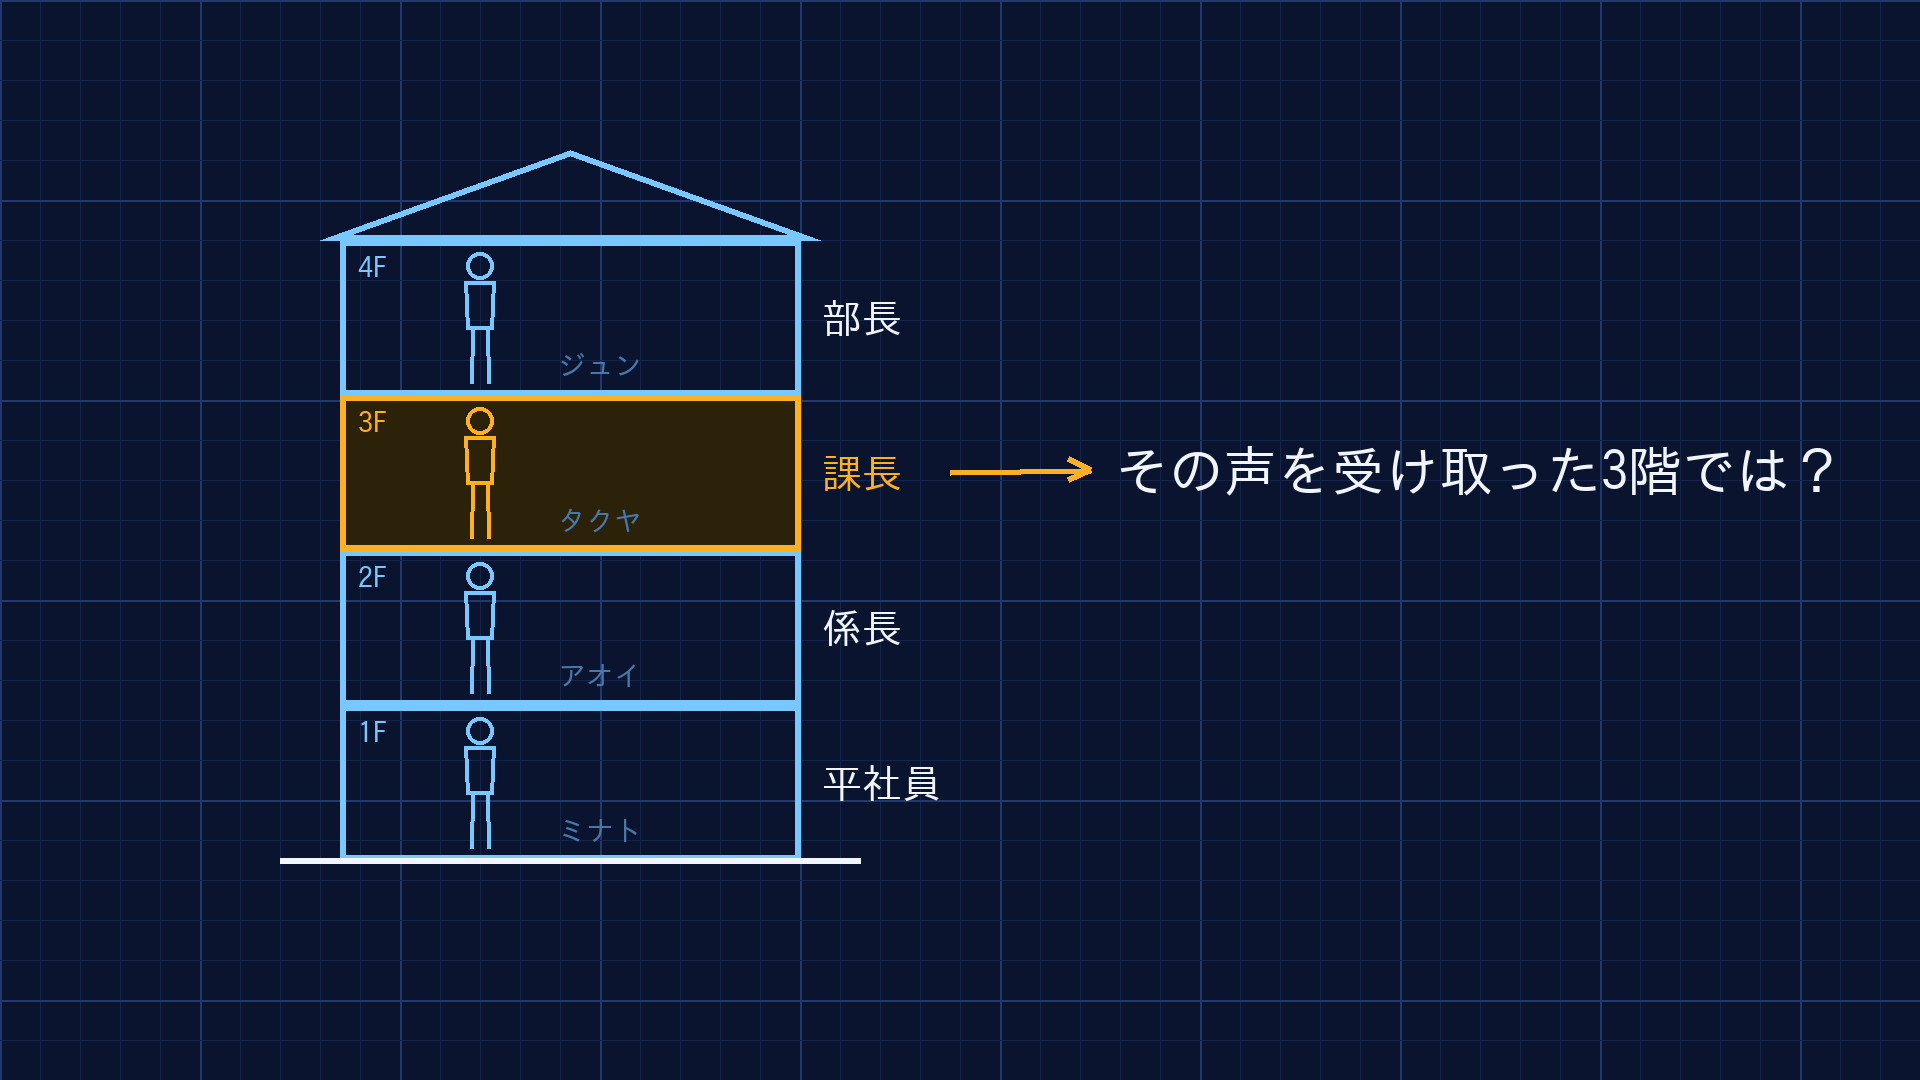 4F
ジュン
部長
3F
タクヤ
課長
その声を受け取った3階では？
2F
アオイ
係長
1F
ミナト
平社員